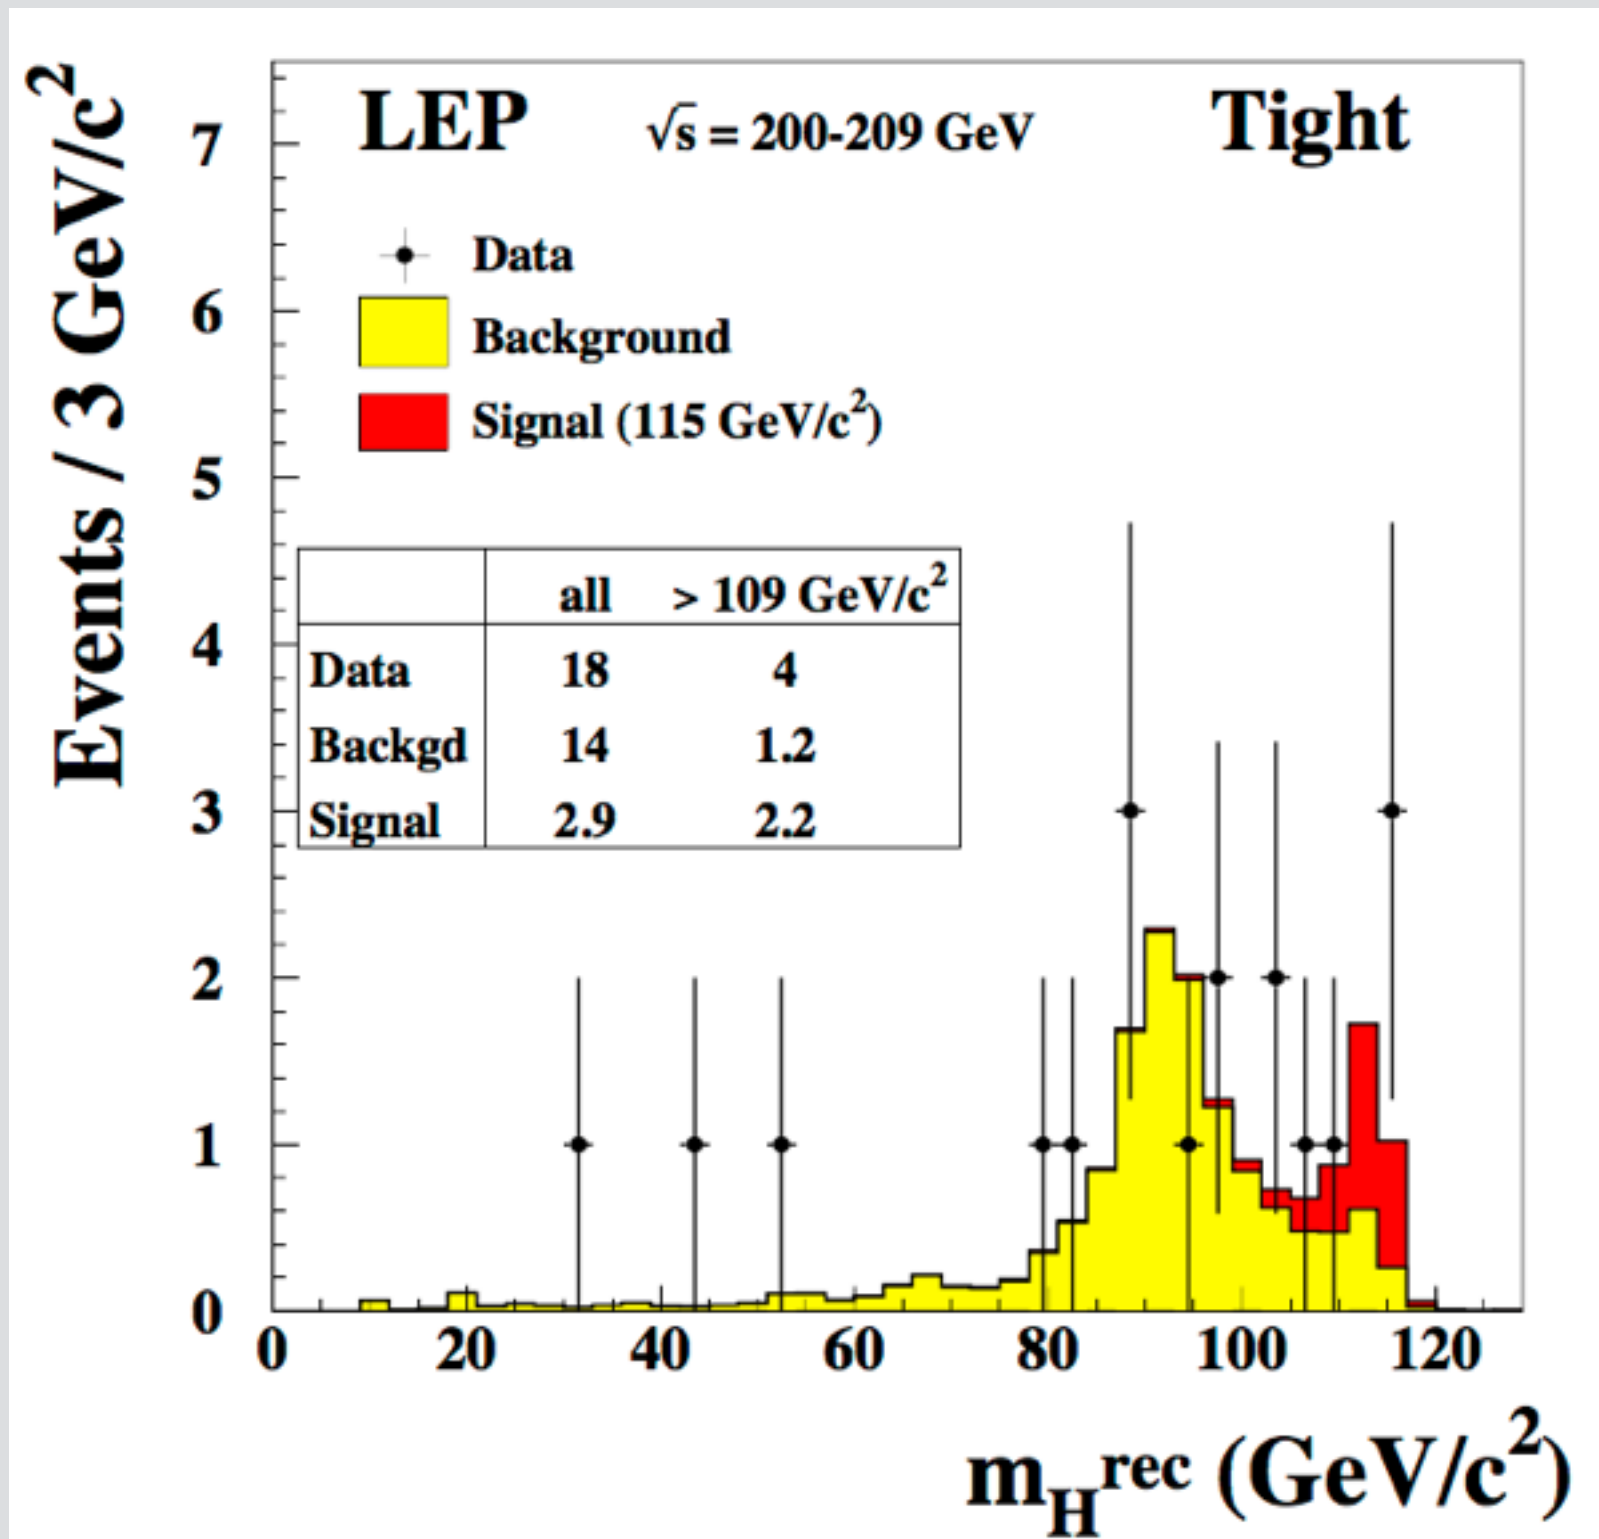 LEP √s = 200-209 GeV Tight
Data
Background
Signal (115 GeV/c²)
all > 109 GeV/c²
Data 18 4
Backgd 14 1.2
Signal 2.9 2.2
Events / 3 GeV/c²
7
6
5
4
3
2
1
0
0 20 40 60 80 100 120
m_H^rec (GeV/c²)